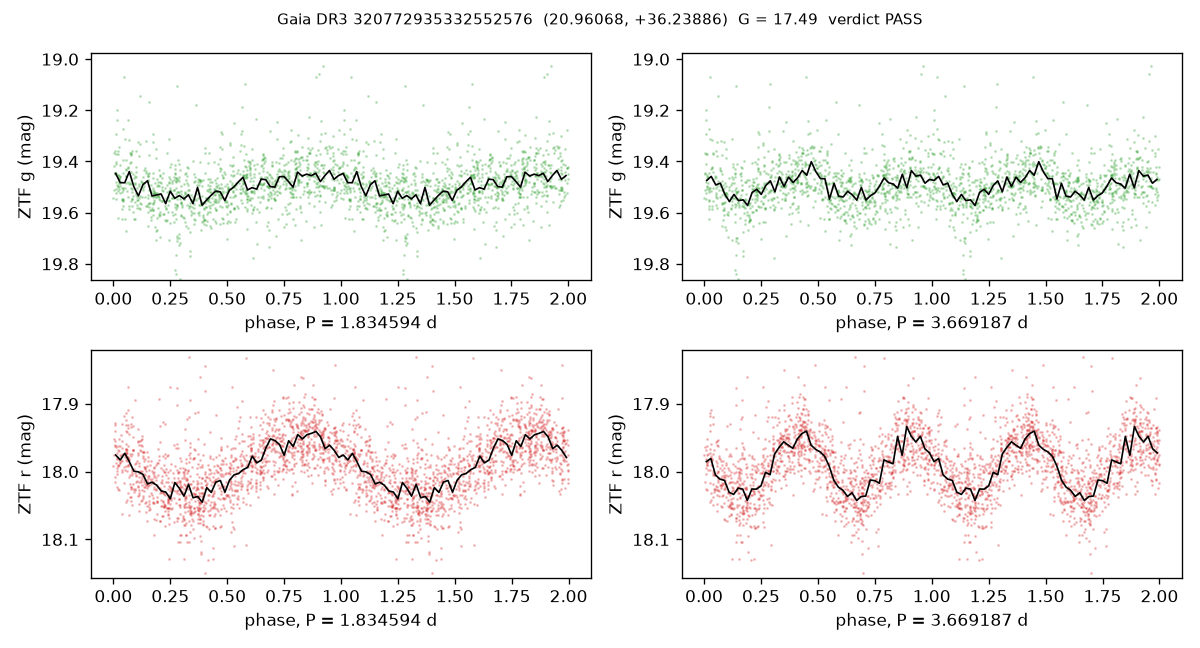 Gaia DR3 320772935332552576 (20.96068, +36.23886) G = 17.49 verdict PASS
ZTF g (mag)
19.0
19.2
19.4
19.6
19.8
0.00 0.25 0.50 0.75 1.00 1.25 1.50 1.75 2.00
phase, P = 1.834594 d
ZTF g (mag)
19.0
19.2
19.4
19.6
19.8
0.00 0.25 0.50 0.75 1.00 1.25 1.50 1.75 2.00
phase, P = 3.669187 d
ZTF r (mag)
17.9
18.0
18.1
0.00 0.25 0.50 0.75 1.00 1.25 1.50 1.75 2.00
phase, P = 1.834594 d
ZTF r (mag)
17.9
18.0
18.1
0.00 0.25 0.50 0.75 1.00 1.25 1.50 1.75 2.00
phase, P = 3.669187 d